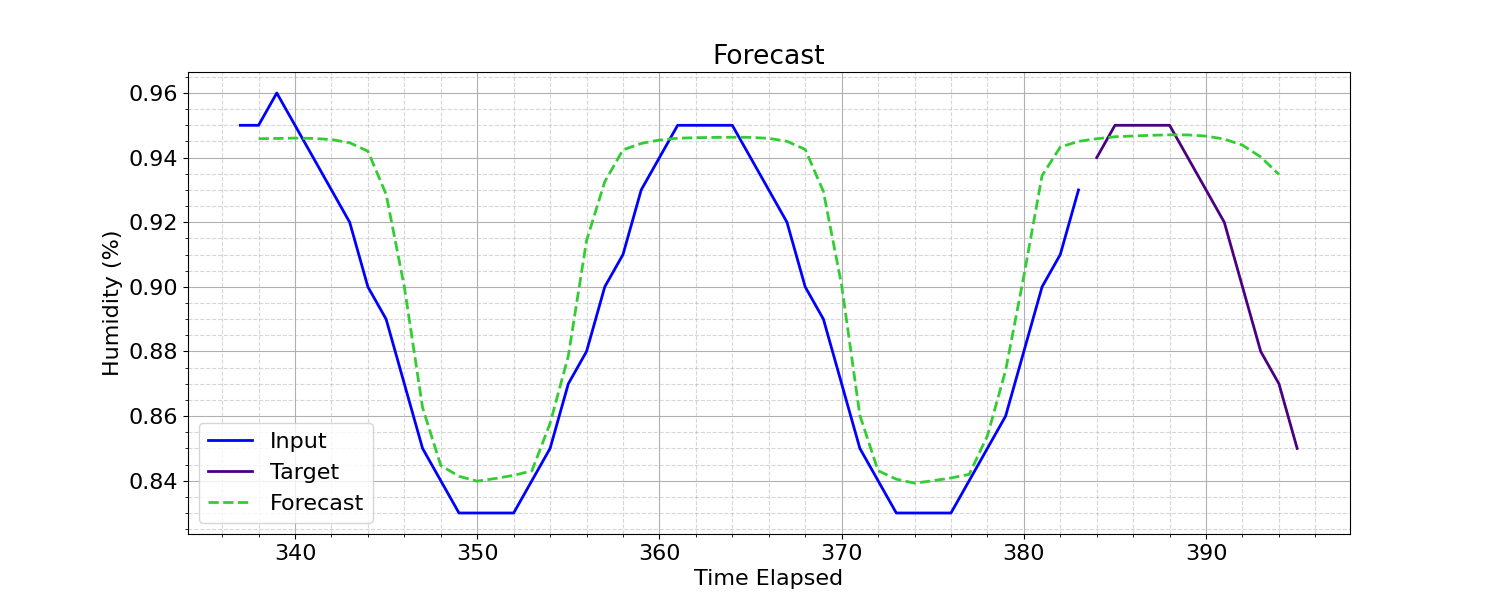 Forecast
0.96
0.94
0.92
0.90
0.88
0.86
0.84
Humidity (%)
Input
Target
Forecast
340 350 360 370 380 390
Time Elapsed